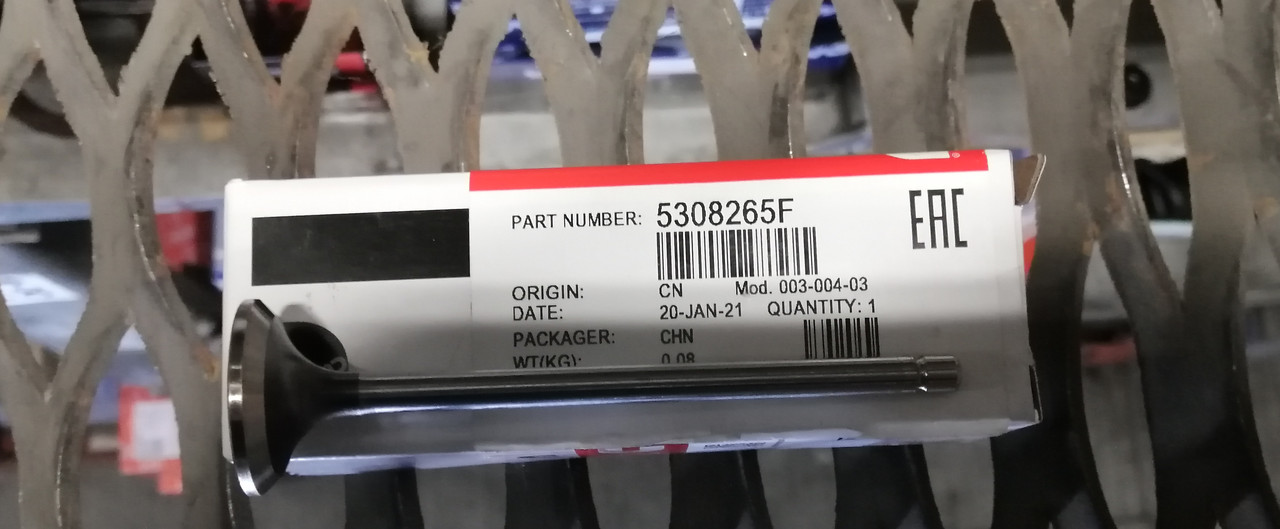 PART NUMBER: 5308265F
EAC
ORIGIN: CN Mod. 003-004-03
DATE: 20-JAN-21 QUANTITY: 1
PACKAGER: CHN
WT(KG): 0.08